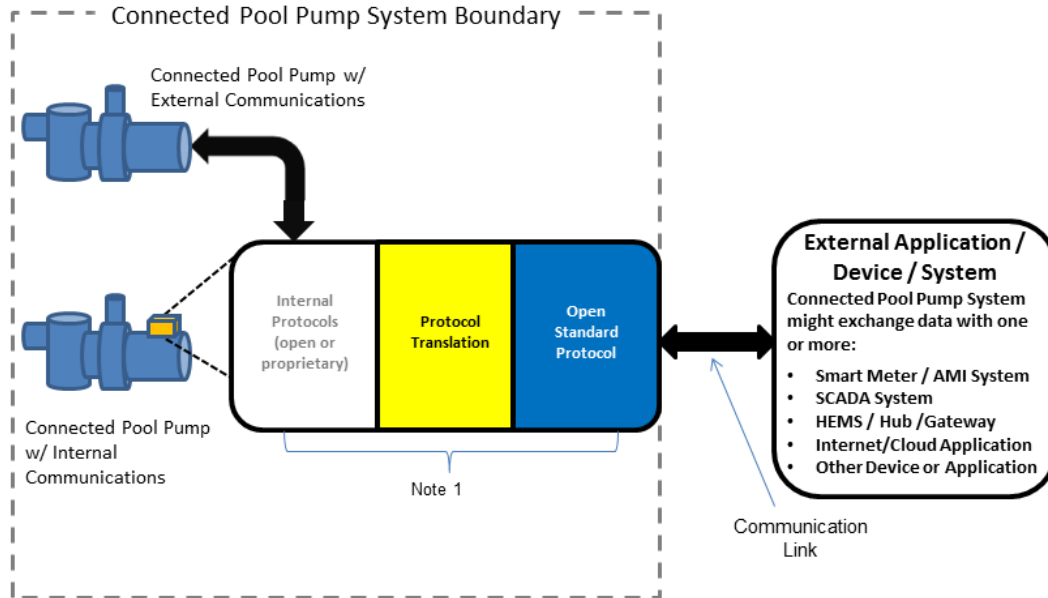 Connected Pool Pump System Boundary
Connected Pool Pump w/
External Communications
Internal
Protocols
(open or
proprietary)
Protocol
Translation
Open
Standard
Protocol
External Application /
Device / System
Connected Pool Pump System
might exchange data with one
or more:
• Smart Meter / AMI System
• SCADA System
• HEMS / Hub /Gateway
• Internet/Cloud Application
• Other Device or Application
Connected Pool Pump
w/ Internal
Communications
Note 1
Communication
Link